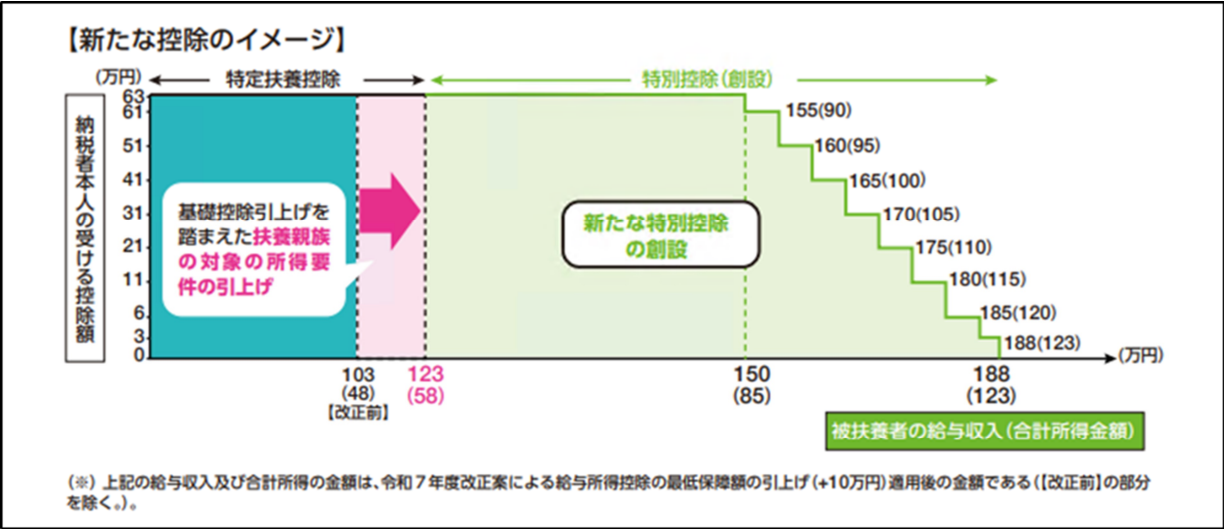 【新たな控除のイメージ】
(万円)
特定扶養控除
特別控除(創設)
納税者本人の受ける控除額
63
61
51
41
31
21
11
6
3
0
基礎控除引上げを
踏まえた扶養親族
の対象の所得要
件の引上げ
新たな特別控除
の創設
155(90)
160(95)
165(100)
170(105)
175(110)
180(115)
185(120)
188(123)
(万円)
103
(48)
【改正前】
123
(58)
150
(85)
188
(123)
被扶養者の給与収入(合計所得金額)
(※) 上記の給与収入及び合計所得の金額は、令和7年度改正案による給与所得控除の最低保障額の引上げ(+10万円)適用後の金額である(【改正前】の部分
を除く。)。